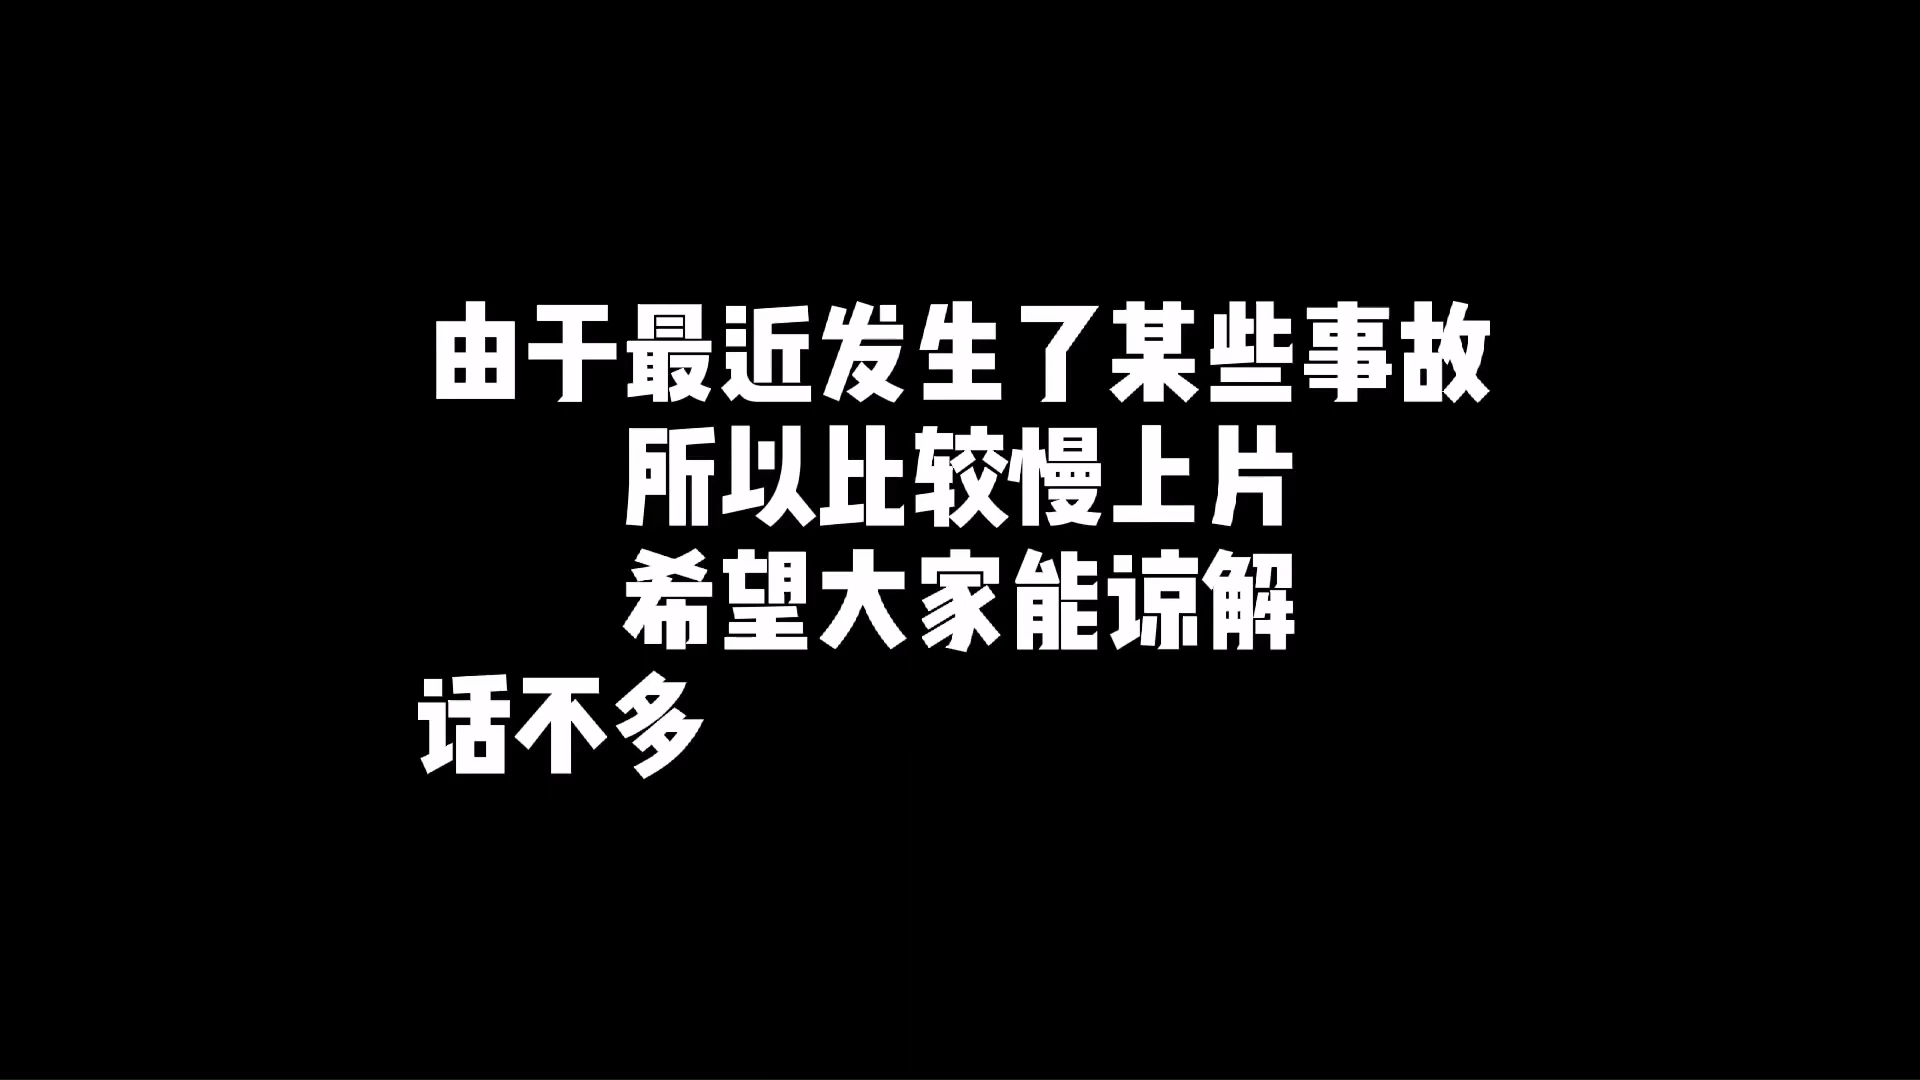 由于最近发生了某些事故
所以比较慢上片
希望大家能谅解
话不多